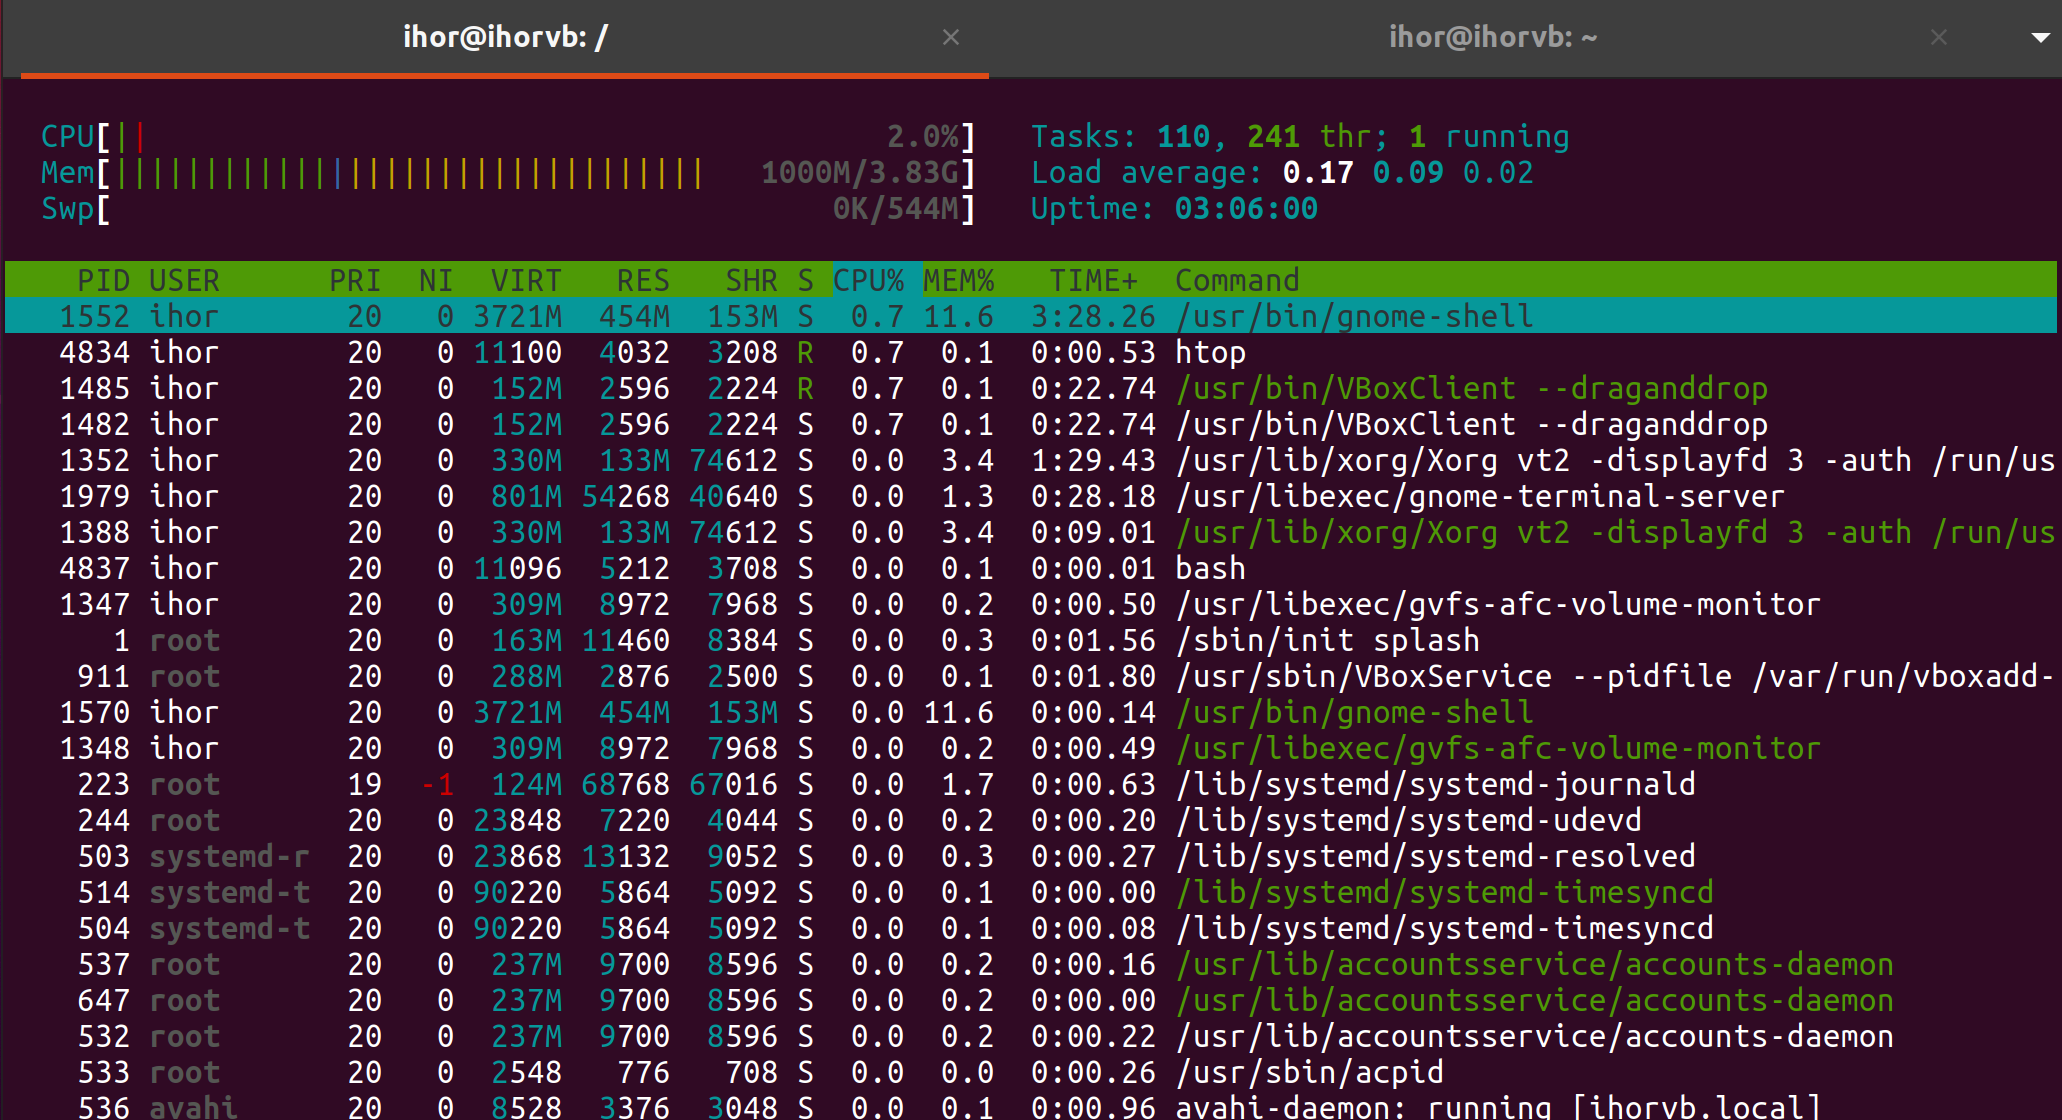 ihor@ihorvb: / × ihor@ihorvb: ~ ×
CPU[|| 2.0%] Tasks: 110, 241 thr; 1 running
Mem[||||||||||||||||||||||||||||||||| 1000M/3.83G] Load average: 0.17 0.09 0.02
Swp[ 0K/544M] Uptime: 03:06:00
PID USER PRI NI VIRT RES SHR S CPU% MEM% TIME+ Command
1552 ihor 20 0 3721M 454M 153M S 0.7 11.6 3:28.26 /usr/bin/gnome-shell
4834 ihor 20 0 11100 4032 3208 R 0.7 0.1 0:00.53 htop
1485 ihor 20 0 152M 2596 2224 R 0.7 0.1 0:22.74 /usr/bin/VBoxClient --draganddrop
1482 ihor 20 0 152M 2596 2224 S 0.7 0.1 0:22.74 /usr/bin/VBoxClient --draganddrop
1352 ihor 20 0 330M 133M 74612 S 0.0 3.4 1:29.43 /usr/lib/xorg/Xorg vt2 -displayfd 3 -auth /run/us
1979 ihor 20 0 801M 54268 40640 S 0.0 1.3 0:28.18 /usr/libexec/gnome-terminal-server
1388 ihor 20 0 330M 133M 74612 S 0.0 3.4 0:09.01 /usr/lib/xorg/Xorg vt2 -displayfd 3 -auth /run/us
4837 ihor 20 0 11096 5212 3708 S 0.0 0.1 0:00.01 bash
1347 ihor 20 0 309M 8972 7968 S 0.0 0.2 0:00.50 /usr/libexec/gvfs-afc-volume-monitor
1 root 20 0 163M 11460 8384 S 0.0 0.3 0:01.56 /sbin/init splash
911 root 20 0 288M 2876 2500 S 0.0 0.1 0:01.80 /usr/sbin/VBoxService --pidfile /var/run/vboxadd-
1570 ihor 20 0 3721M 454M 153M S 0.0 11.6 0:00.14 /usr/bin/gnome-shell
1348 ihor 20 0 309M 8972 7968 S 0.0 0.2 0:00.49 /usr/libexec/gvfs-afc-volume-monitor
223 root 19 -1 124M 68768 67016 S 0.0 1.7 0:00.63 /lib/systemd/systemd-journald
244 root 20 0 23848 7220 4044 S 0.0 0.2 0:00.20 /lib/systemd/systemd-udevd
503 systemd-r 20 0 23868 13132 9052 S 0.0 0.3 0:00.27 /lib/systemd/systemd-resolved
514 systemd-t 20 0 90220 5864 5092 S 0.0 0.1 0:00.00 /lib/systemd/systemd-timesyncd
504 systemd-t 20 0 90220 5864 5092 S 0.0 0.1 0:00.08 /lib/systemd/systemd-timesyncd
537 root 20 0 237M 9700 8596 S 0.0 0.2 0:00.16 /usr/lib/accountsservice/accounts-daemon
647 root 20 0 237M 9700 8596 S 0.0 0.2 0:00.00 /usr/lib/accountsservice/accounts-daemon
532 root 20 0 237M 9700 8596 S 0.0 0.2 0:00.22 /usr/lib/accountsservice/accounts-daemon
533 root 20 0 2548 776 708 S 0.0 0.0 0:00.26 /usr/sbin/acpid
536 avahi 20 0 8528 3376 3048 S 0.0 0.1 0:00.96 avahi-daemon: running [ihorvb.local]